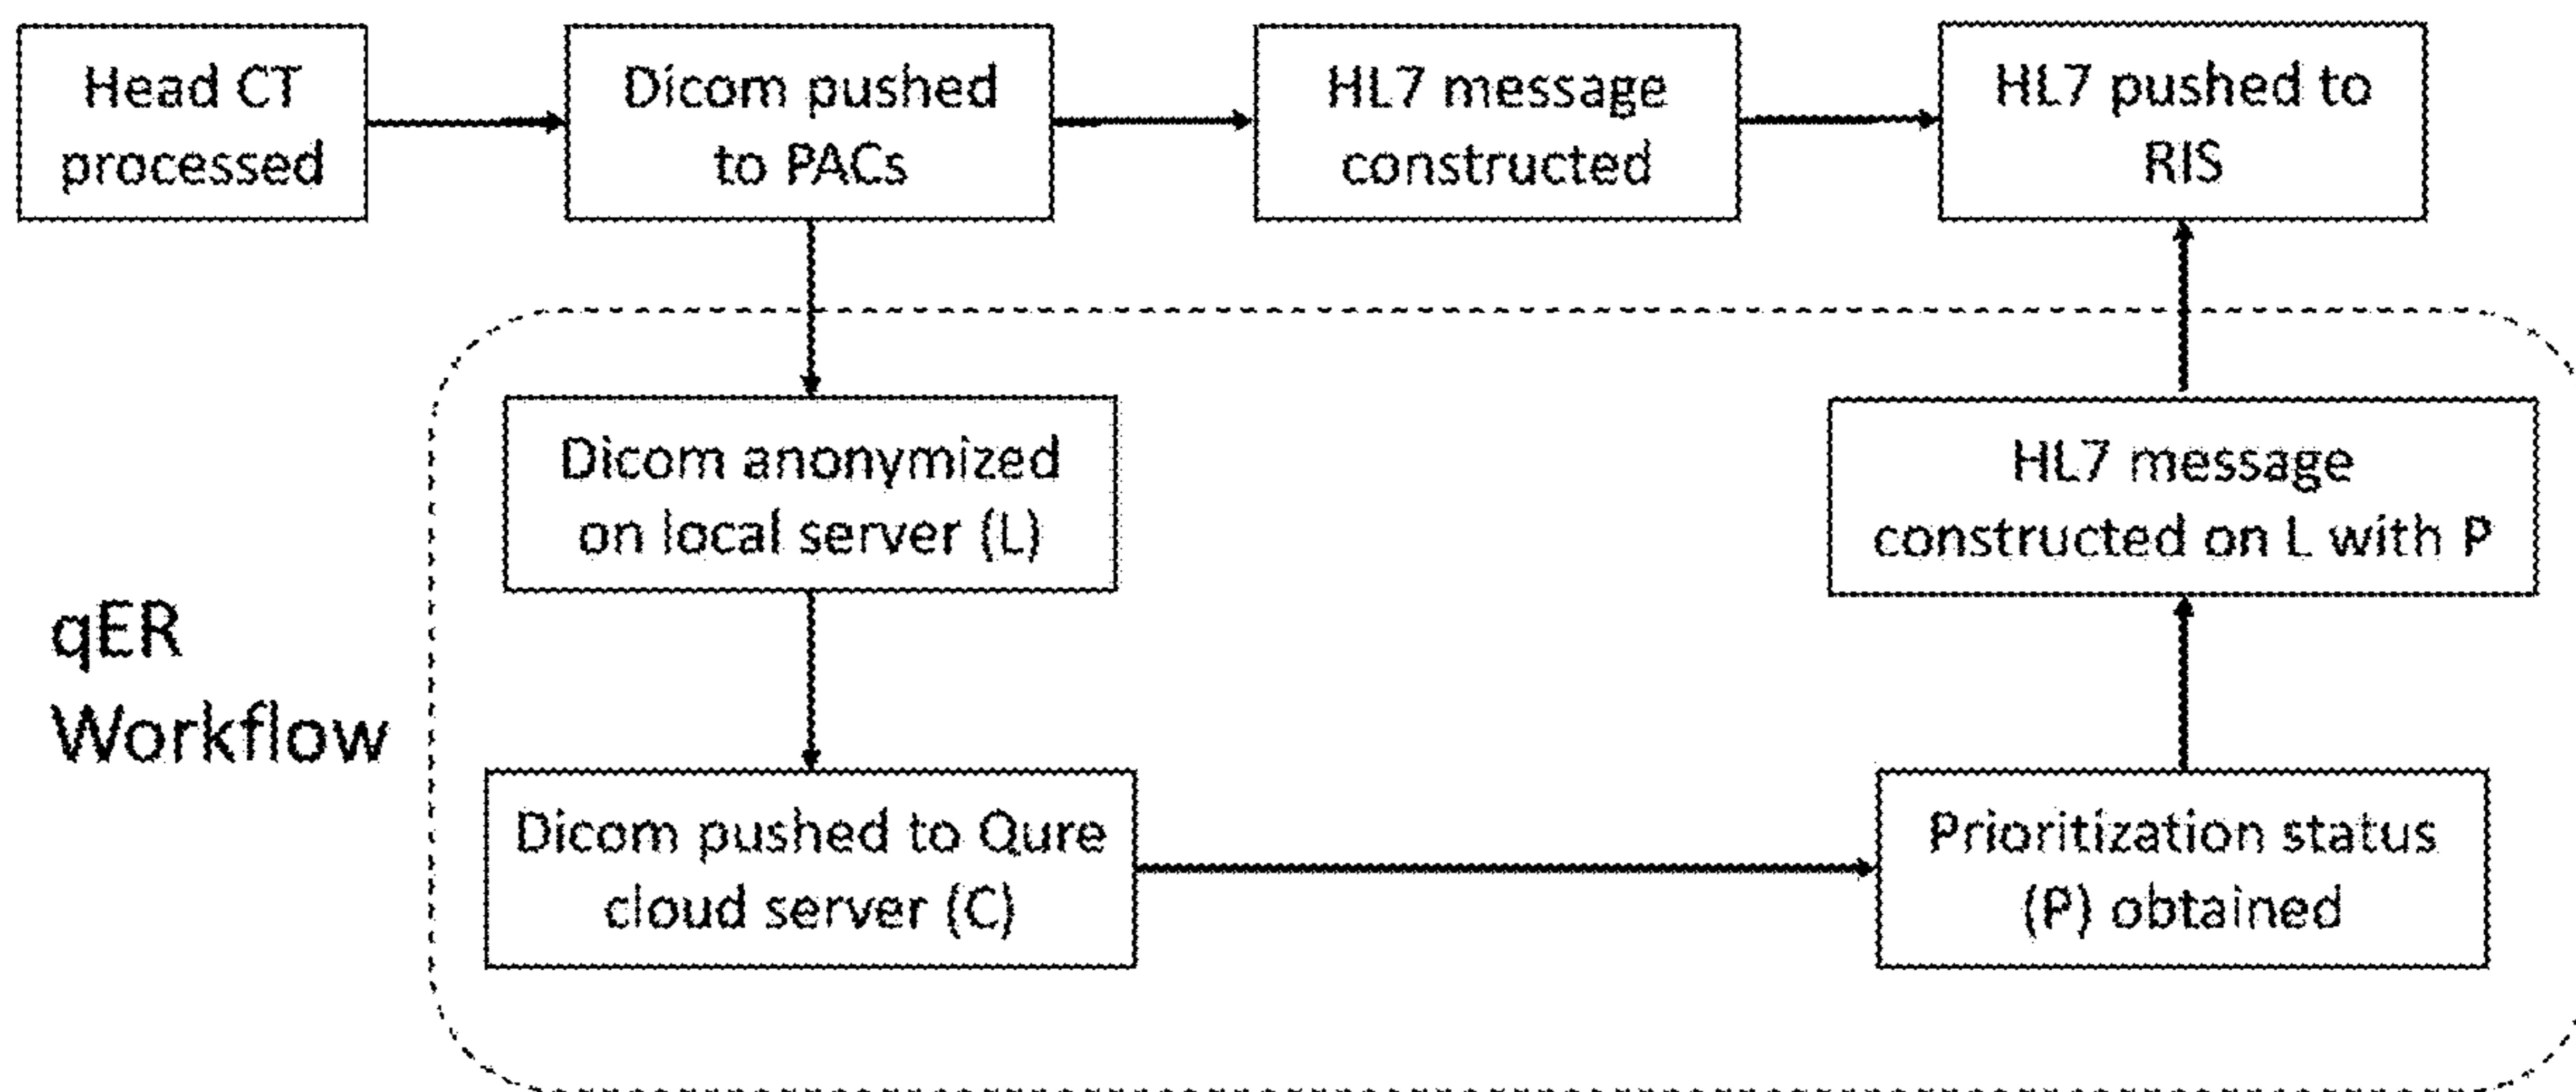 Head CT
processed
Dicom pushed
to PACs
HL7 message
constructed
HL7 pushed to
RIS
Dicom anonymized
on local server (L)
HL7 message
constructed on L with P
qER
Workflow
Dicom pushed to Qure
cloud server (C)
Prioritization status
(P) obtained